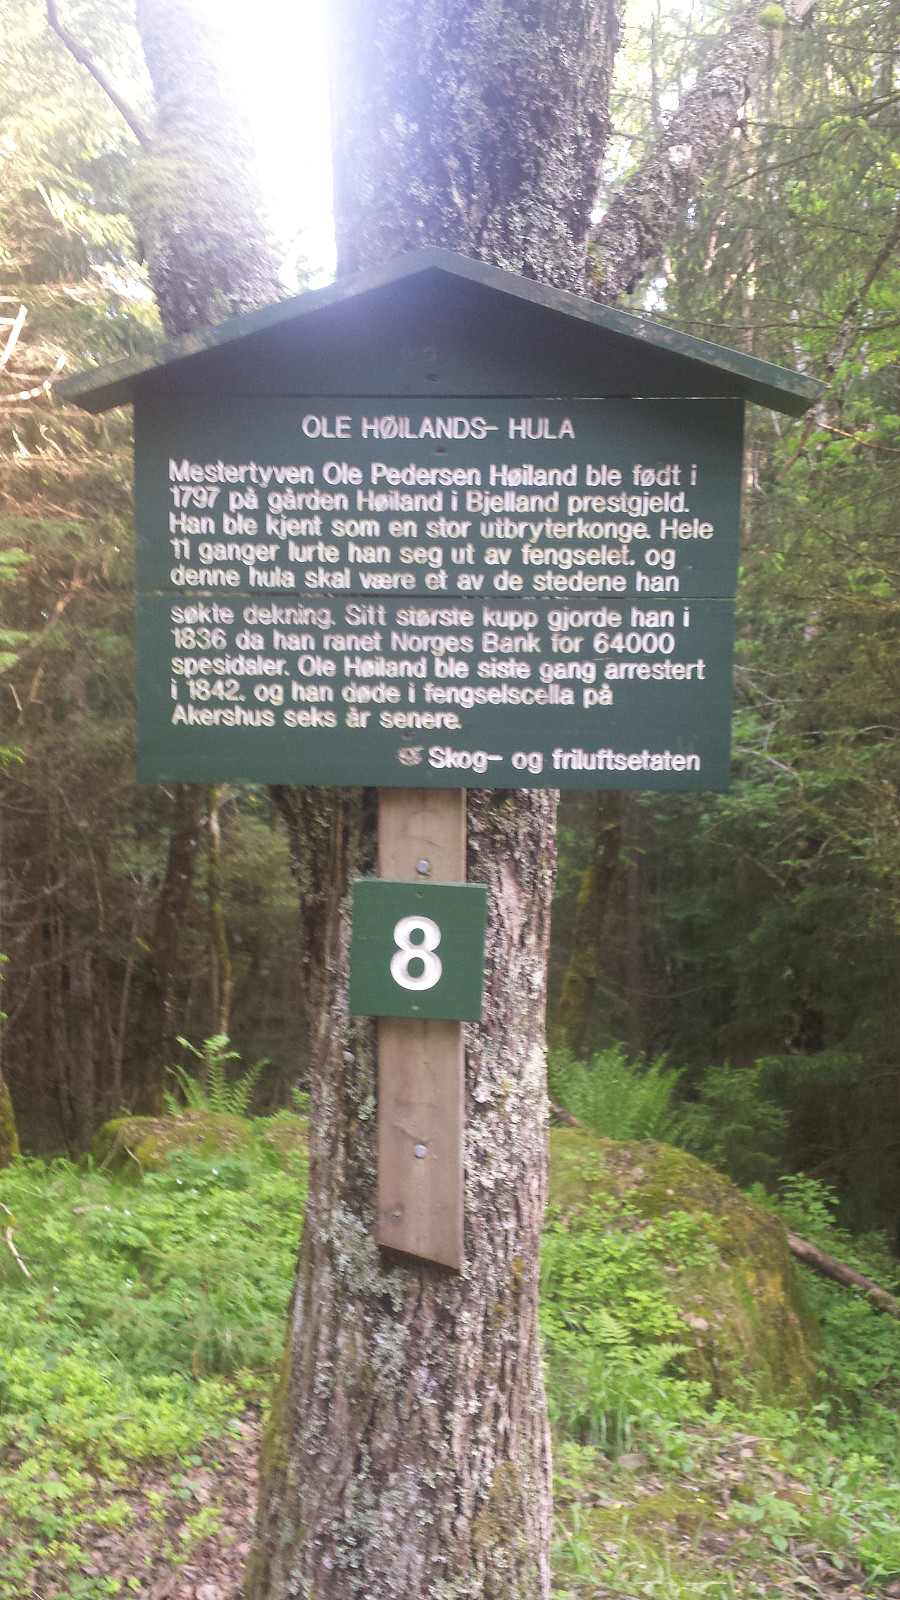 OLE HØILANDS- HULA
Mestertyven Ole Pedersen Høiland ble født i
1797 på gården Høiland i Bjelland prestgjeld.
Han ble kjent som en stor utbryterkonge. Hele
11 ganger lurte han seg ut av fengselet. og
denne hula skal være et av de stedene han
søkte dekning. Sitt største kupp gjorde han i
1836 da han ranet Norges Bank for 64000
spesidaler. Ole Høiland ble siste gang arrestert
i 1842. og han døde i fengselscella på
Akershus seks år senere.
Skog- og friluftsetaten
8